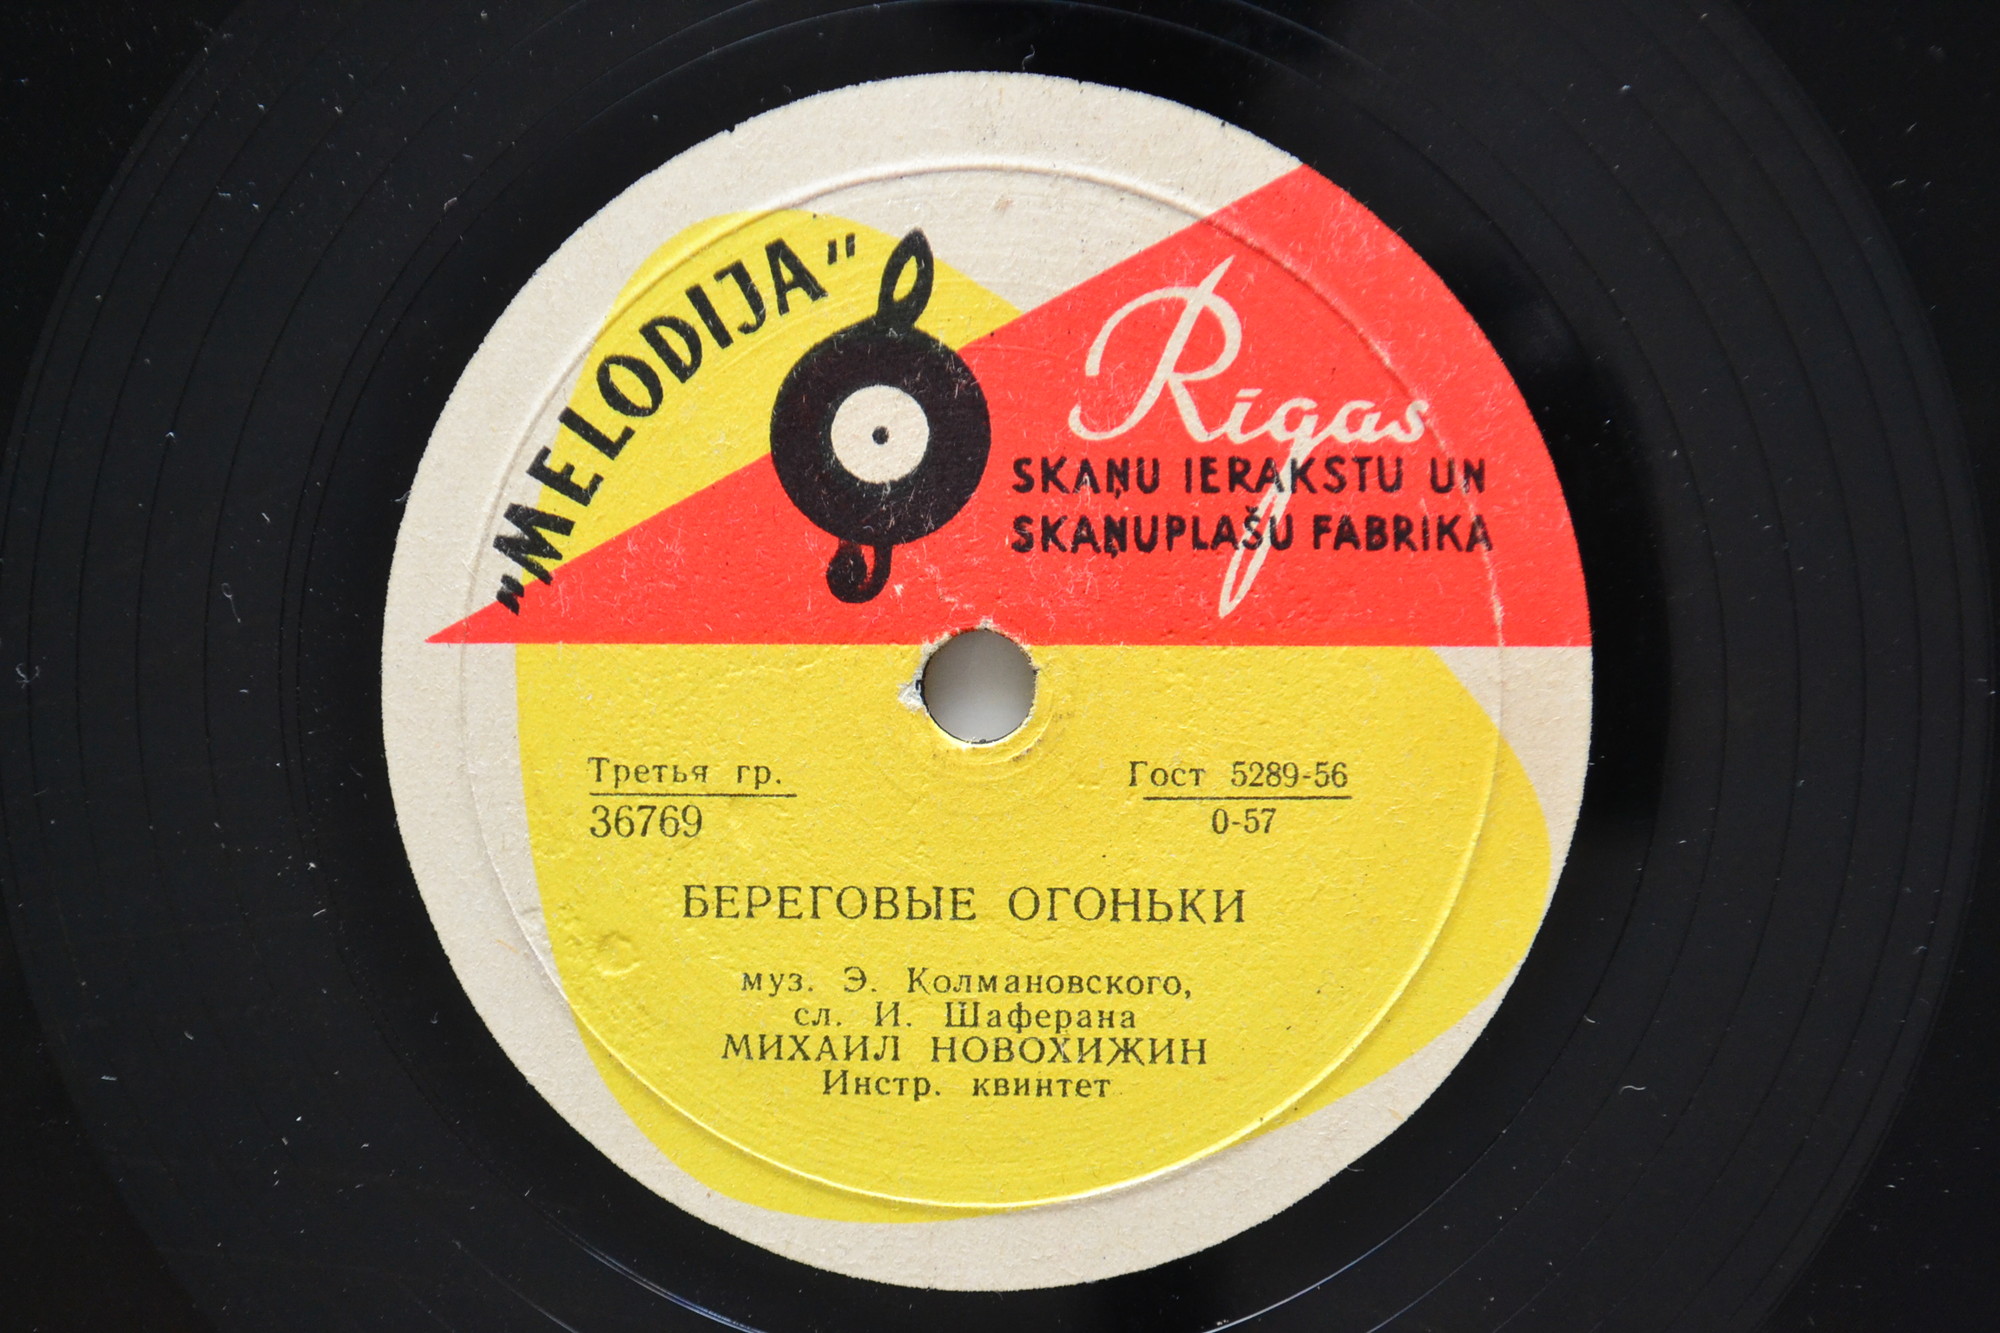 „MELODIJA"
Rigas
SKAŅU IERAKSTU UN
SKAŅUPLAŠU FABRIKA
Третья гр.
36769
Гост 5289-56
0-57
БЕРЕГОВЫЕ ОГОНЬКИ
муз. Э. Колмановского,
сл. И. Шаферана
МИХАИЛ НОВОХИЖИН
Инстр. квинтет